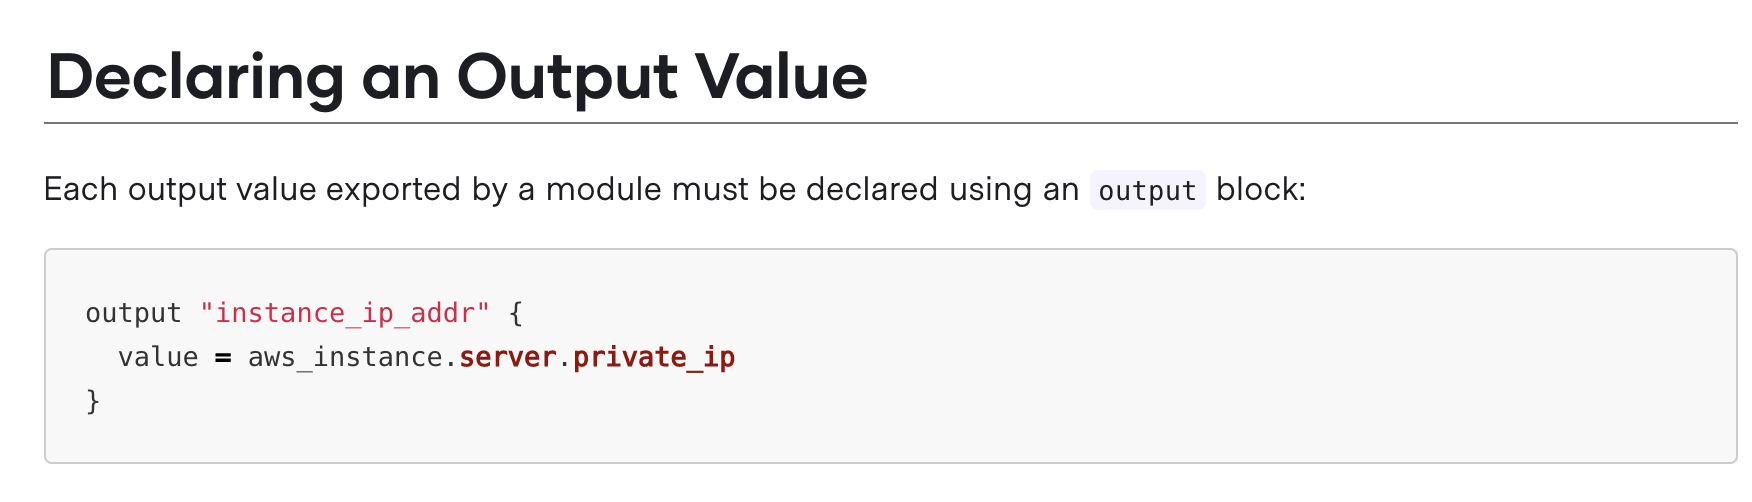 Declaring an Output Value
Each output value exported by a module must be declared using an output block:
output "instance_ip_addr" {
  value = aws_instance.server.private_ip
}